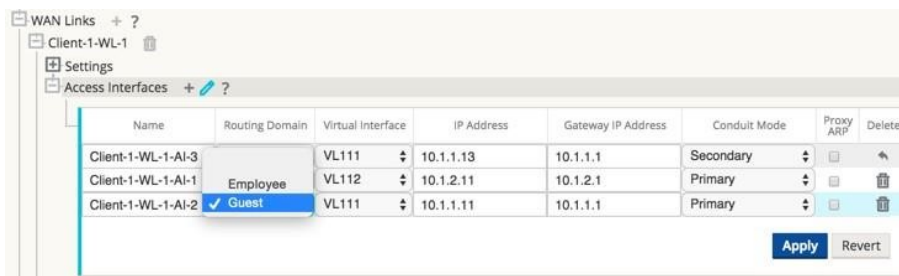 WAN Links + ?
Client-1-WL-1
Settings
Access Interfaces + ?
Name Routing Domain Virtual Interface IP Address Gateway IP Address Conduit Mode Proxy ARP Delete
Client-1-WL-1-AI-3 VL111 10.1.1.13 10.1.1.1 Secondary
Client-1-WL-1-AI-1 Employee VL112 10.1.2.11 10.1.2.1 Primary
Client-1-WL-1-AI-2 ✓ Guest VL111 10.1.1.11 10.1.1.1 Primary
Apply Revert